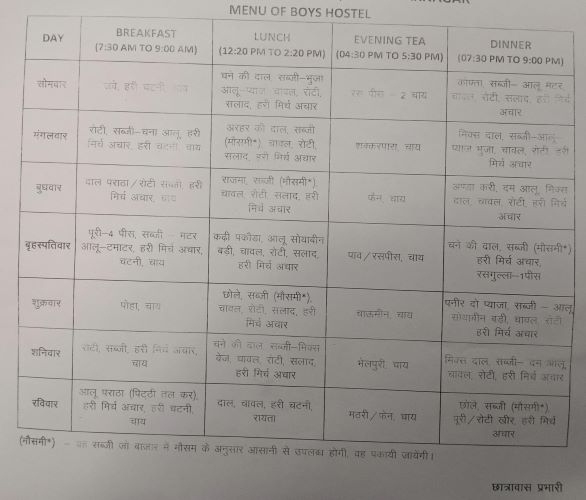 MENU OF BOYS HOSTEL
DAY
BREAKFAST
(7:30 AM TO 9:00 AM)
LUNCH
(12:20 PM TO 2:20 PM)
EVENING TEA
(04:30 PM TO 5:30 PM)
DINNER
(07:30 PM TO 9:00 PM)
सोमवार
हरी चटनी, चाय
चने की दाल, सब्जी–भुजा
आलू–प्याज चावल, रोटी,
सलाद, हरी मिर्च अचार
रस पीस – 2 चाय
कोफ्ता, सब्जी– आलू मटर,
चावल, रोटी, सलाद, हरी मिर्च
अचार
मंगलवार
रोटी, सब्जी–चना आलू, हरी
मिर्च अचार, हरी चटनी, चाय
अरहर की दाल, सब्जी
(मौसमी*), चावल, रोटी,
सलाद, हरी मिर्च अचार
शक्करपारा, चाय
मिक्स दाल, सब्जी–आलू–
प्याज भुजा, चावल, रोटी, हरी
मिर्च अचार
बुधवार
दाल पराठा/रोटी सब्जी, हरी
मिर्च अचार, चाय
राजमा, सब्जी (मौसमी*),
चावल, रोटी, सलाद, हरी
मिर्च अचार
फेन, चाय
अण्डा करी, दम आलू, मिक्स
दाल, चावल, रोटी, हरी मिर्च
अचार
बृहस्पतिवार
पूरी–4 पीस, सब्जी – मटर
आलू–टमाटर, हरी मिर्च अचार,
चटनी, चाय
कढ़ी पकौडा, आलू सोयाबीन
बड़ी, चावल, रोटी, सलाद,
हरी मिर्च अचार
पाव/रसपीस, चाय
चने की दाल, सब्जी (मौसमी*)
हरी मिर्च अचार,
रसगुल्ला–1पीस
शुक्रवार
पोहा, चाय
छोले, सब्जी (मौसमी*),
चावल, रोटी, सलाद, हरी
मिर्च अचार
चाऊमीन, चाय
पनीर दो प्याजा, सब्जी – आलू
सोयाबीन बड़ी, चावल, रोटी,
हरी मिर्च अचार
शनिवार
रोटी, सब्जी, हरी मिर्च अचार,
चाय
चने की दाल, सब्जी–मिक्स
वेज, चावल, रोटी, सलाद,
हरी मिर्च अचार
भेलपुरी, चाय
मिक्स दाल, सब्जी– दम आलू,
चावल, रोटी, हरी मिर्च अचार
रविवार
आलू पराठा (पिट्ठी तल कर),
हरी मिर्च अचार, हरी चटनी,
चाय
दाल, चावल, हरी चटनी,
रायता
मठरी/फेन, चाय
छोले, सब्जी (मौसमी*),
पूरी/रोटी खीर, हरी मिर्च
अचार
(मौसमी*) – वह सब्जी जो बाजार में मौसम के अनुसार आसानी से उपलब्ध होगी, वह पकायी जायेगी।
छात्रावास प्रभारी